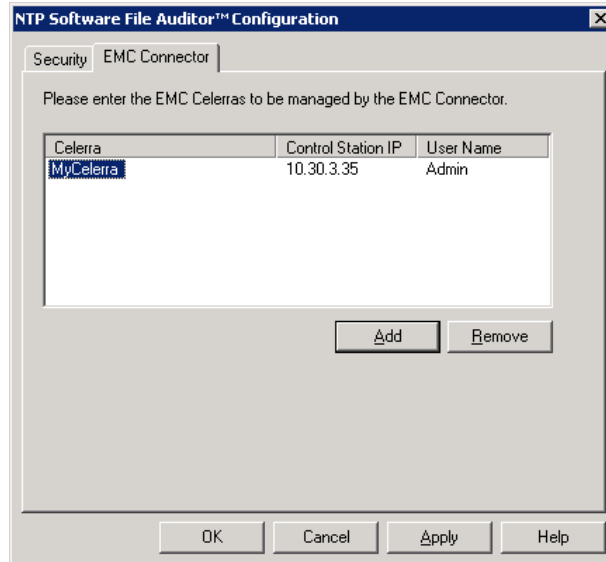 NTP Software File Auditor™ Configuration
Security EMC Connector
Please enter the EMC Celerras to be managed by the EMC Connector.
Celerra Control Station IP User Name
MyCelerra 10.30.3.35 Admin
Add Remove
OK Cancel Apply Help